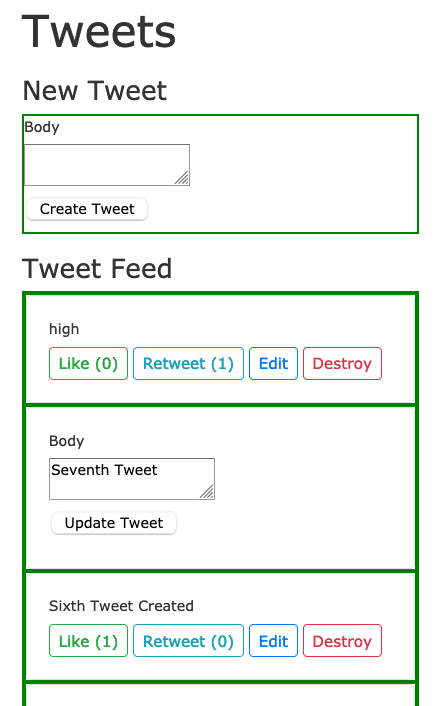 Tweets
New Tweet
Body
Create Tweet
Tweet Feed
high
Like (0) Retweet (1) Edit Destroy
Body
Seventh Tweet
Update Tweet
Sixth Tweet Created
Like (1) Retweet (0) Edit Destroy